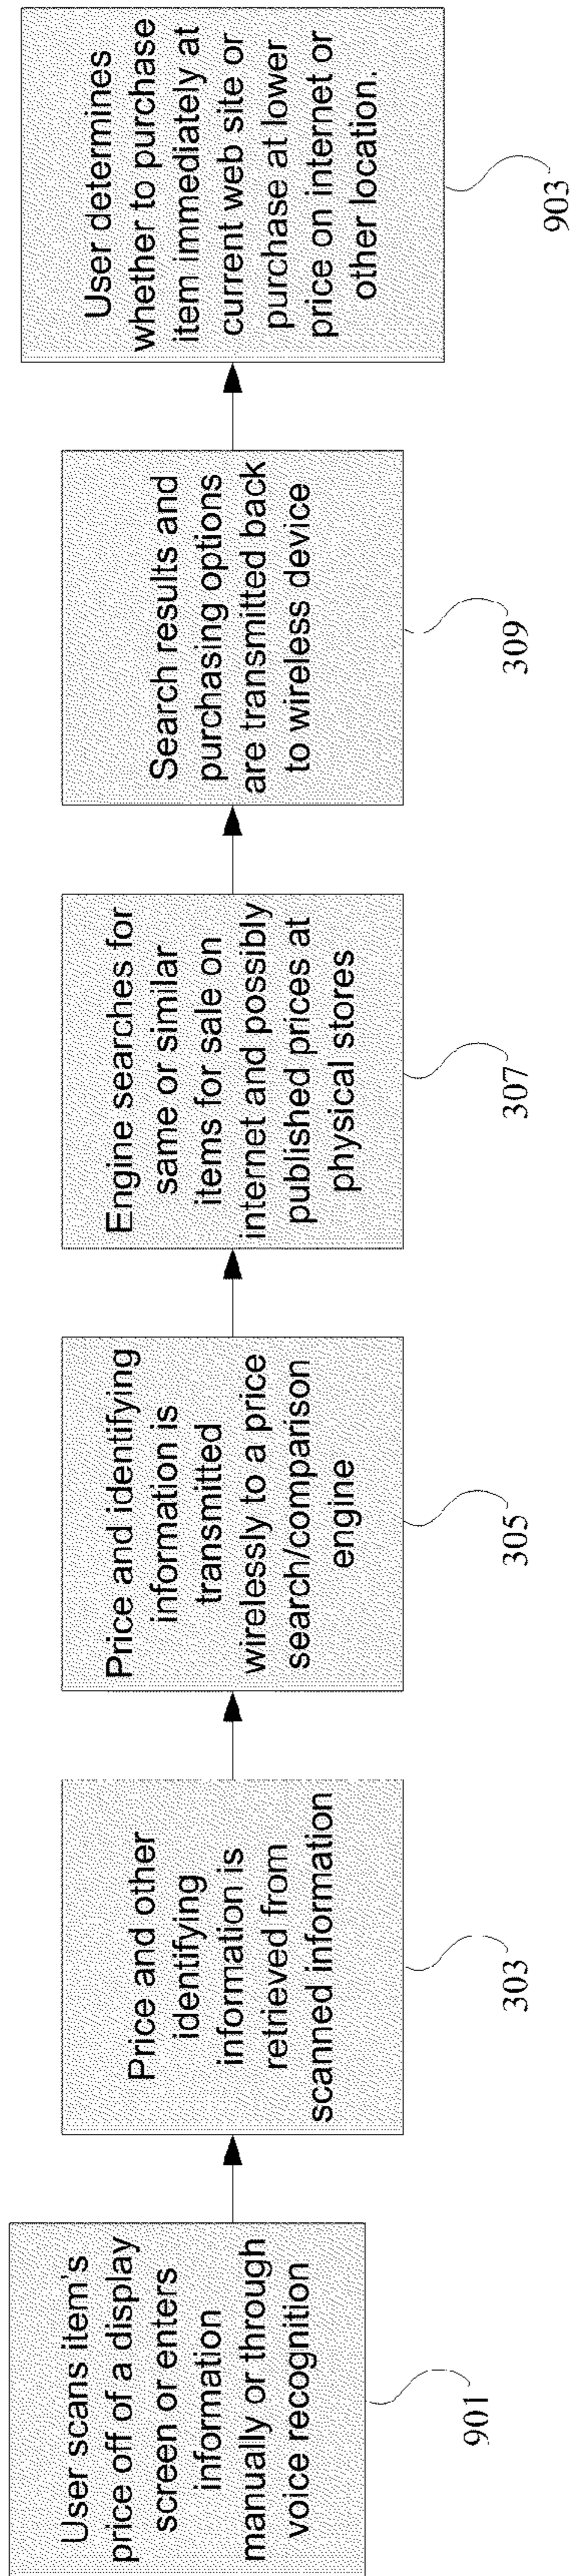 User scans item's
price off of a display
screen or enters
information
manually or through
voice recognition
901
Price and other
identifying
information is
retrieved from
scanned information
303
Price and identifying
information is
transmitted
wirelessly to a price
search/comparison
engine
305
Engine searches for
same or similar
items for sale on
internet and possibly
published prices at
physical stores
307
Search results and
purchasing options
are transmitted back
to wireless device
309
User determines
whether to purchase
item immediately at
current web site or
purchase at lower
price on internet or
other location.
903